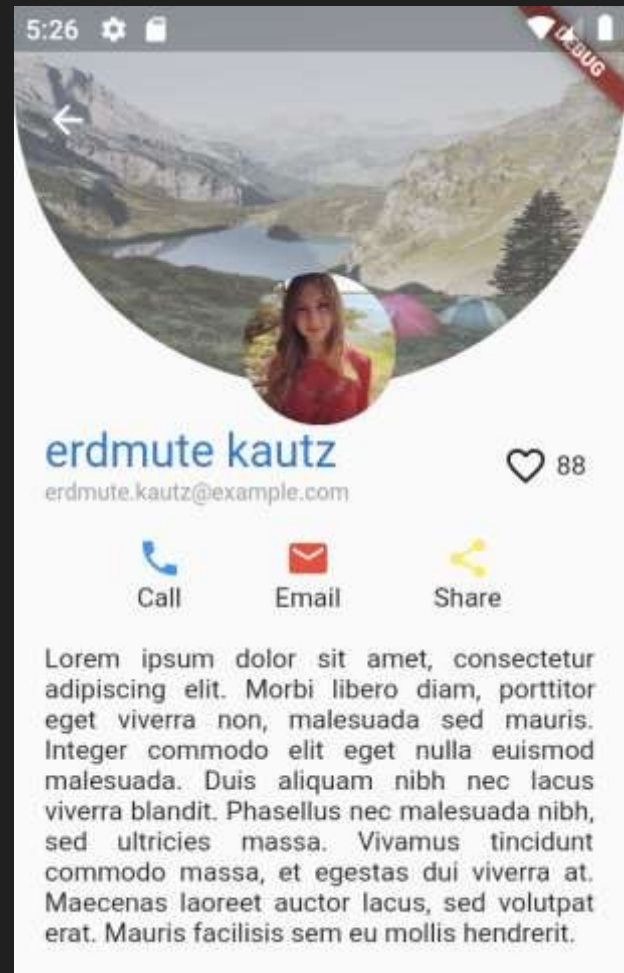 5:26
DEBUG
erdmute kautz
88
erdmute.kautz@example.com
Call Email Share
Lorem ipsum dolor sit amet, consectetur
adipiscing elit. Morbi libero diam, porttitor
eget viverra non, malesuada sed mauris.
Integer commodo elit eget nulla euismod
malesuada. Duis aliquam nibh nec lacus
viverra blandit. Phasellus nec malesuada nibh,
sed ultricies massa. Vivamus tincidunt
commodo massa, et egestas dui viverra at.
Maecenas laoreet auctor lacus, sed volutpat
erat. Mauris facilisis sem eu mollis hendrerit.